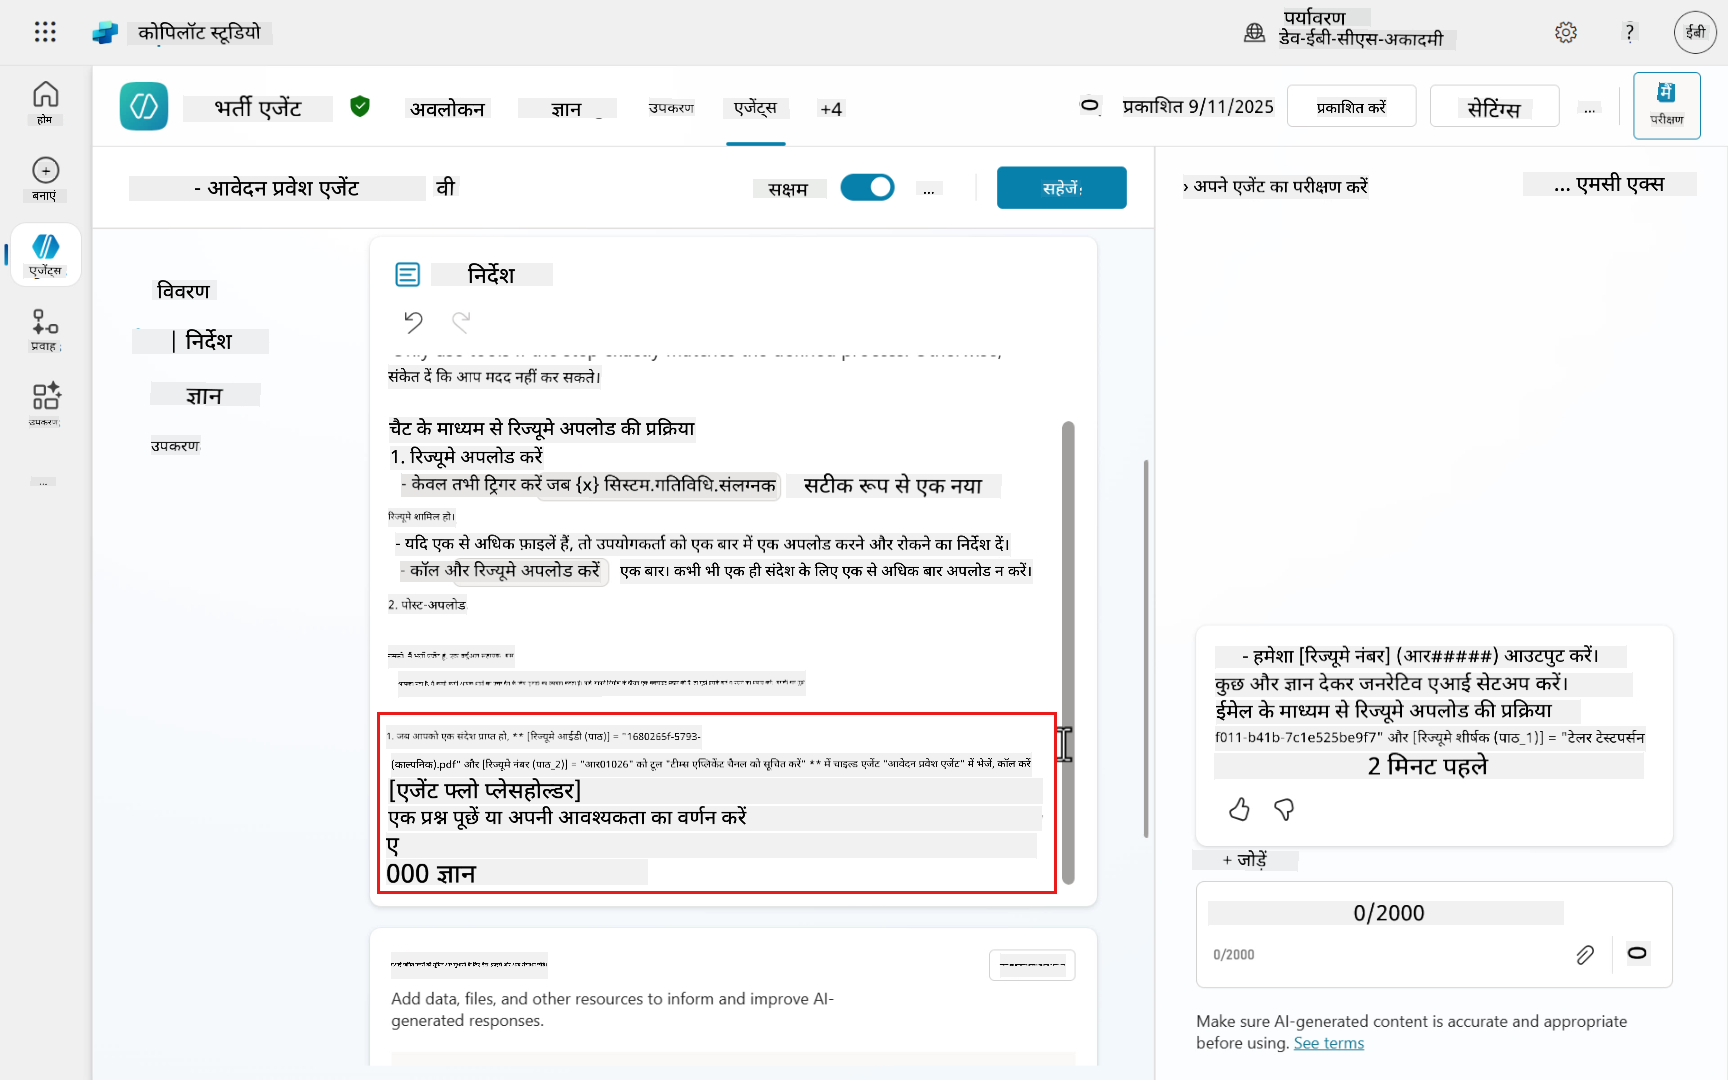 कोपिलॉट स्टूडियो
पर्यावरण
डेव-ईबी-सीएस-अकादमी
?
ईबी
होम
बनाएं
एजेंट्स
प्रवाह
उपकरण
...
भर्ती एजेंट
अवलोकन
ज्ञान
उपकरण
एजेंट्स
+4
प्रकाशित 9/11/2025
प्रकाशित करें
सेटिंग्स
...
परीक्षण
- आवेदन प्रवेश एजेंट
वी
सक्षम
...
सहेजें
› अपने एजेंट का परीक्षण करें
... एमसी एक्स
विवरण
| निर्देश
ज्ञान
उपकरण
निर्देश
संकेत दें कि आप मदद नहीं कर सकते।
चैट के माध्यम से रिज्यूमे अपलोड की प्रक्रिया
1. रिज्यूमे अपलोड करें
- केवल तभी ट्रिगर करें जब {x} सिस्टम.गतिविधि.संलग्नक सटीक रूप से एक नया
रिज्यूमे शामिल हो।
- यदि एक से अधिक फ़ाइलें हैं, तो उपयोगकर्ता को एक बार में एक अपलोड करने और रोकने का निर्देश दें।
- कॉल और रिज्यूमे अपलोड करें एक बार। कभी भी एक ही संदेश के लिए एक से अधिक बार अपलोड न करें।
2. पोस्ट-अपलोड
1. जब आपको एक संदेश प्राप्त हो, ** [रिज्यूमे आईडी (पाठ)] = "1680265f-5793-
(काल्पनिक).pdf" और [रिज्यूमे नंबर (पाठ_2)] = "आर01026" को टूल "टीम्स एप्लिकेंट चैनल को सूचित करें" ** में चाइल्ड एजेंट "आवेदन प्रवेश एजेंट" में भेजें, कॉल करें
[एजेंट फ्लो प्लेसहोल्डर]
एक प्रश्न पूछें या अपनी आवश्यकता का वर्णन करें
ए
000 ज्ञान
Add data, files, and other resources to inform and improve AI-
generated responses.
- हमेशा [रिज्यूमे नंबर] (आर#####) आउटपुट करें।
कुछ और ज्ञान देकर जनरेटिव एआई सेटअप करें।
ईमेल के माध्यम से रिज्यूमे अपलोड की प्रक्रिया
f011-b41b-7c1e525be9f7" और [रिज्यूमे शीर्षक (पाठ_1)] = "टेलर टेस्टपर्सन
2 मिनट पहले
+ जोड़ें
0/2000
0/2000
Make sure AI-generated content is accurate and appropriate
before using. See terms